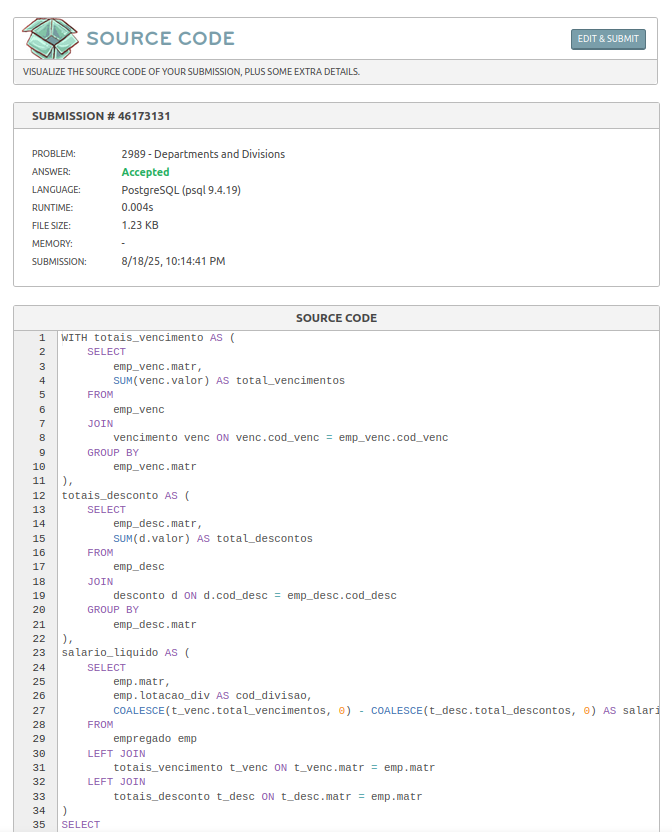 SOURCE CODE
EDIT & SUBMIT
VISUALIZE THE SOURCE CODE OF YOUR SUBMISSION, PLUS SOME EXTRA DETAILS.
SUBMISSION # 46173131
PROBLEM: 2989 - Departments and Divisions
ANSWER: Accepted
LANGUAGE: PostgreSQL (psql 9.4.19)
RUNTIME: 0.004s
FILE SIZE: 1.23 KB
MEMORY: -
SUBMISSION: 8/18/25, 10:14:41 PM
SOURCE CODE
1 WITH totais_vencimento AS (
2 SELECT
3 emp_venc.matr,
4 SUM(venc.valor) AS total_vencimentos
5 FROM
6 emp_venc
7 JOIN
8 vencimento venc ON venc.cod_venc = emp_venc.cod_venc
9 GROUP BY
10 emp_venc.matr
11 ),
12 totais_desconto AS (
13 SELECT
14 emp_desc.matr,
15 SUM(d.valor) AS total_descontos
16 FROM
17 emp_desc
18 JOIN
19 desconto d ON d.cod_desc = emp_desc.cod_desc
20 GROUP BY
21 emp_desc.matr
22 ),
23 salario_liquido AS (
24 SELECT
25 emp.matr,
26 emp.lotacao_div AS cod_divisao,
27 COALESCE(t_venc.total_vencimentos, 0) - COALESCE(t_desc.total_descontos, 0) AS salari
28 FROM
29 empregado emp
30 LEFT JOIN
31 totais_vencimento t_venc ON t_venc.matr = emp.matr
32 LEFT JOIN
33 totais_desconto t_desc ON t_desc.matr = emp.matr
34 )
35 SELECT